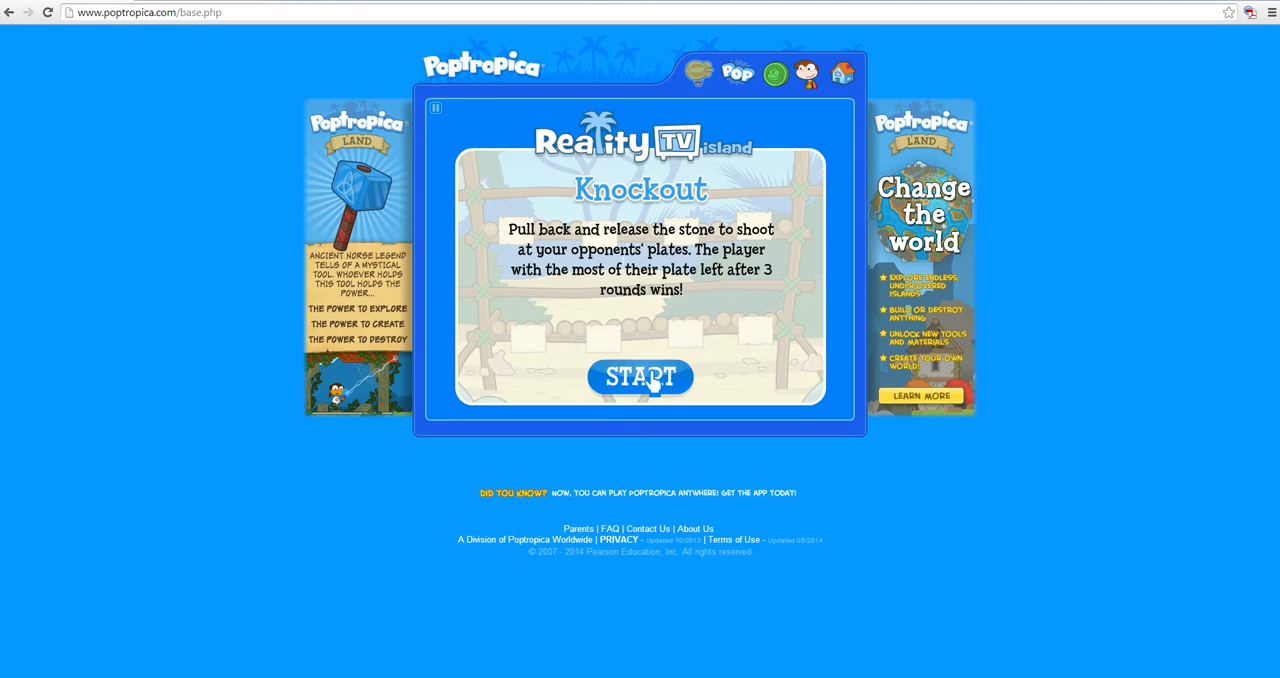 www.poptropica.com/base.php
Poptropica
POP
Poptropica
LAND
ANCIENT NORSE LEGEND
TELLS OF A MYSTICAL
TOOL. WHOEVER HOLDS
THIS TOOL HOLDS THE
POWER...
THE POWER TO EXPLORE
THE POWER TO CREATE
THE POWER TO DESTROY
Reality TV island
Knockout
Pull back and release the stone to shoot
at your opponents' plates. The player
with the most of their plate left after 3
rounds wins!
START
Poptropica
LAND
Change
the
world
EXPLORE ENDLESS,
UNDISCOVERED
ISLANDS
BUILD OR DESTROY
ANYTHING
UNLOCK NEW TOOLS
AND MATERIALS
CREATE YOUR OWN
WORLD!
LEARN MORE
DID YOU KNOW? NOW, YOU CAN PLAY POPTROPICA ANYWHERE! GET THE APP TODAY!
Parents | FAQ | Contact Us | About Us
A Division of Poptropica Worldwide | PRIVACY - Updated 10/2013 | Terms of Use - Updated 05/2014
© 2007 - 2014 Pearson Education, Inc. All rights reserved